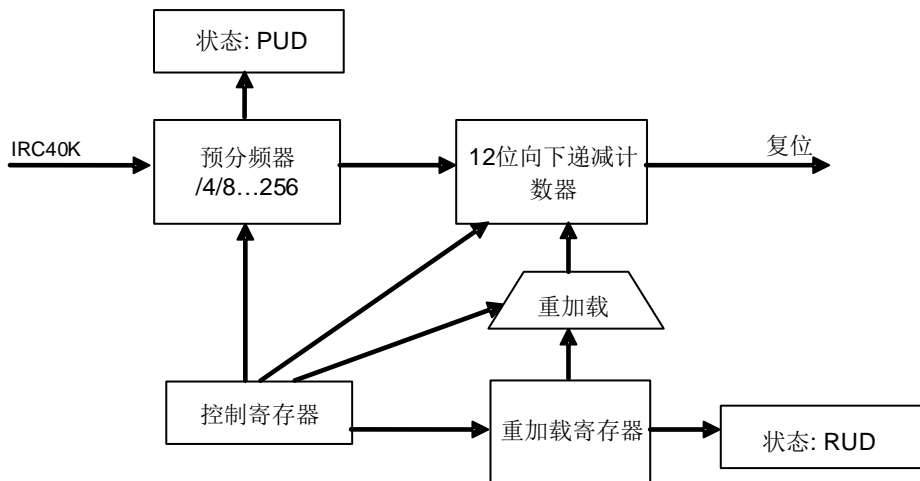 状态: PUD
IRC40K
预分频器
/4/8…256
12位向下递减计
数器
复位
重加载
控制寄存器
重加载寄存器
状态: RUD